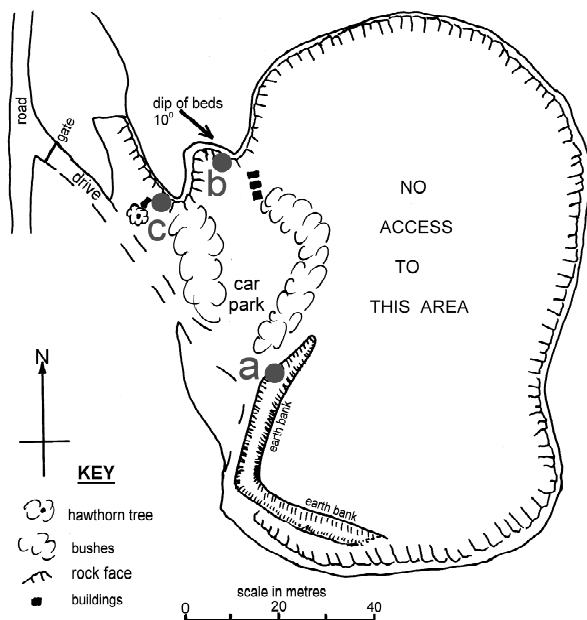 road
gate
drive
dip of beds
10⁰
b
c
NO
ACCESS
TO
THIS AREA
car
park
a
earth bank
earth bank
N
KEY
hawthorn tree
bushes
rock face
buildings
scale in metres
0 20 40